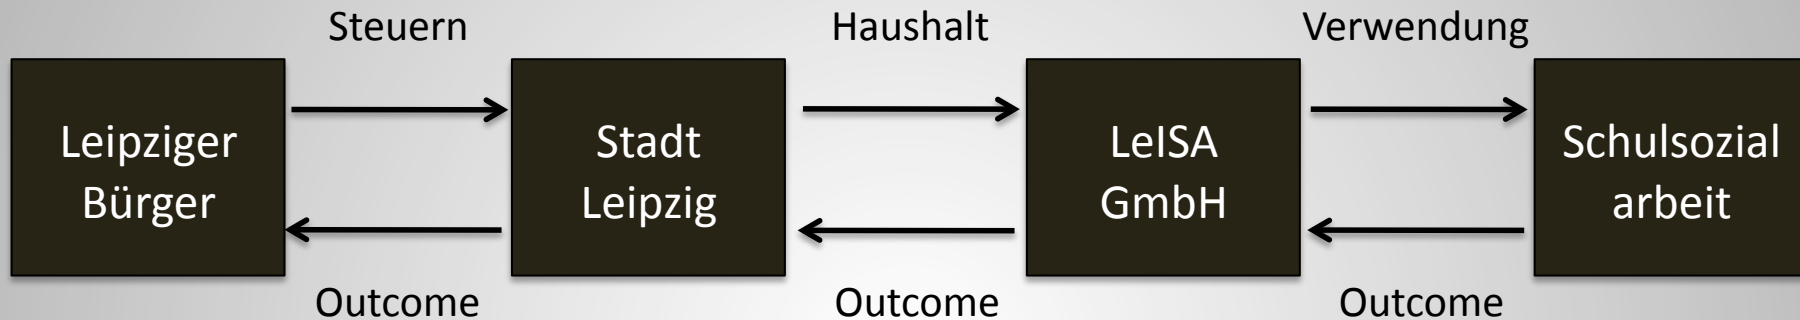 Steuern
Haushalt
Verwendung
Leipziger
Bürger
Stadt
Leipzig
LeISA
GmbH
Schulsozial
arbeit
Outcome
Outcome
Outcome